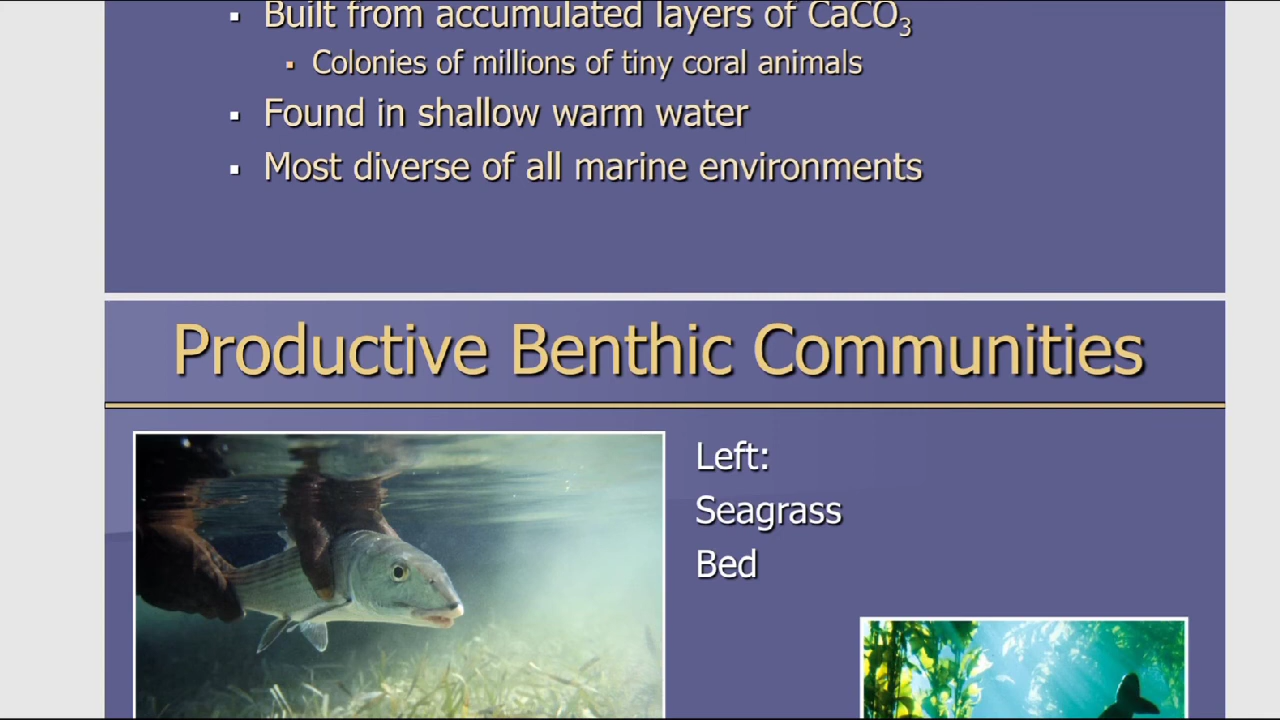 Built from accumulated layers of CaCO₃
Colonies of millions of tiny coral animals
Found in shallow warm water
Most diverse of all marine environments
Productive Benthic Communities
Left:
Seagrass
Bed